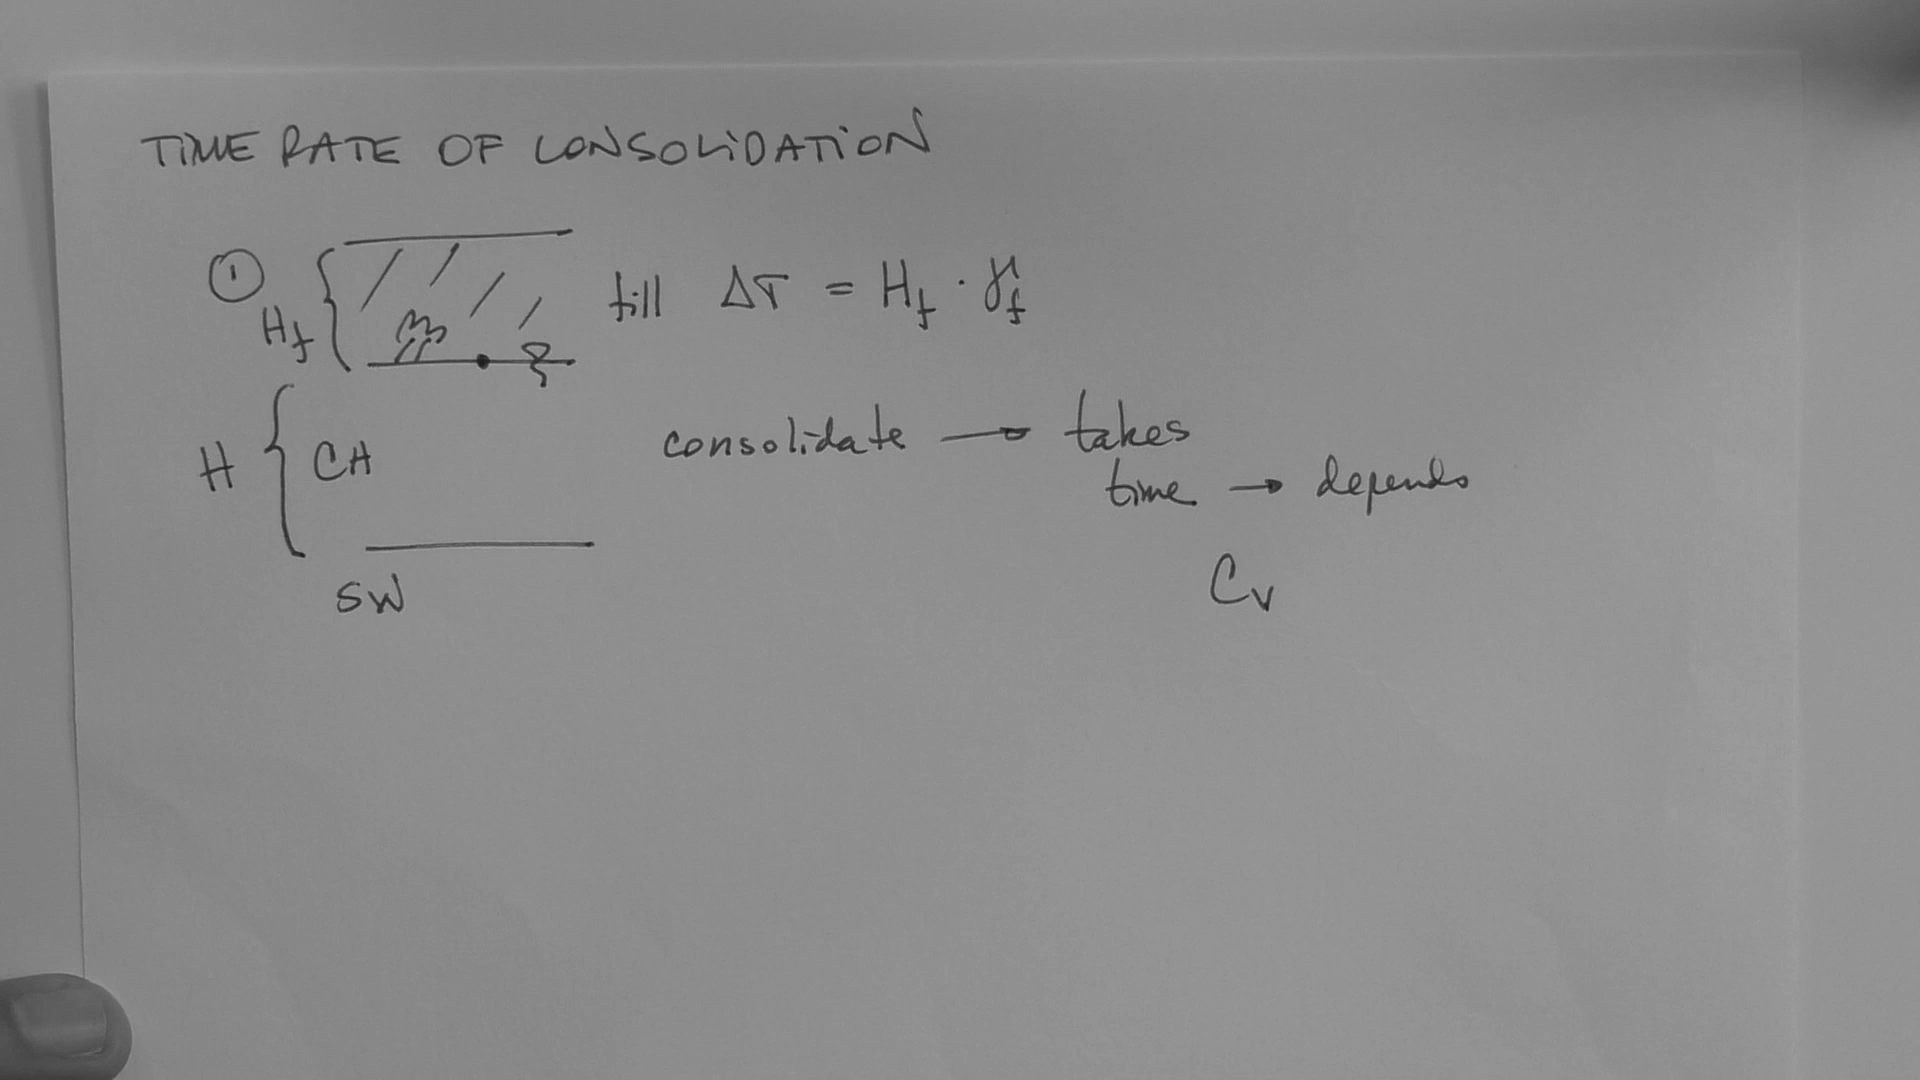 TIME RATE OF CONSOLIDATION
①
Hf fill Δσ = Hf · γf
H CH consolidate → takes
time → depends
Cv
SW